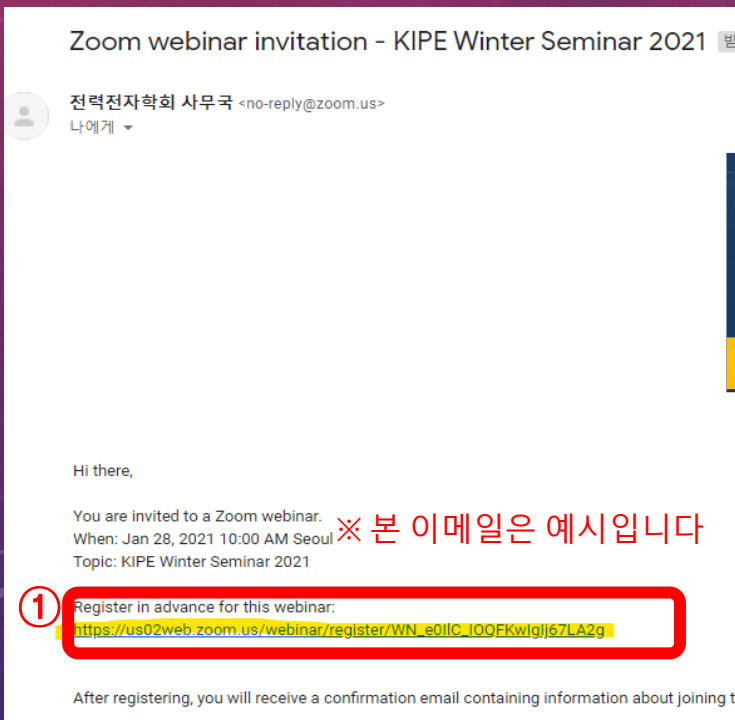 Zoom webinar invitation - KIPE Winter Seminar 2021
전력전자학회 사무국 <no-reply@zoom.us>
나에게
Hi there,
You are invited to a Zoom webinar.
※ 본 이메일은 예시입니다
When: Jan 28, 2021 10:00 AM Seoul
Topic: KIPE Winter Seminar 2021
①
Register in advance for this webinar:
https://us02web.zoom.us/webinar/register/WN_e0IlC_IOQFKwIglj67LA2g
After registering, you will receive a confirmation email containing information about joining t